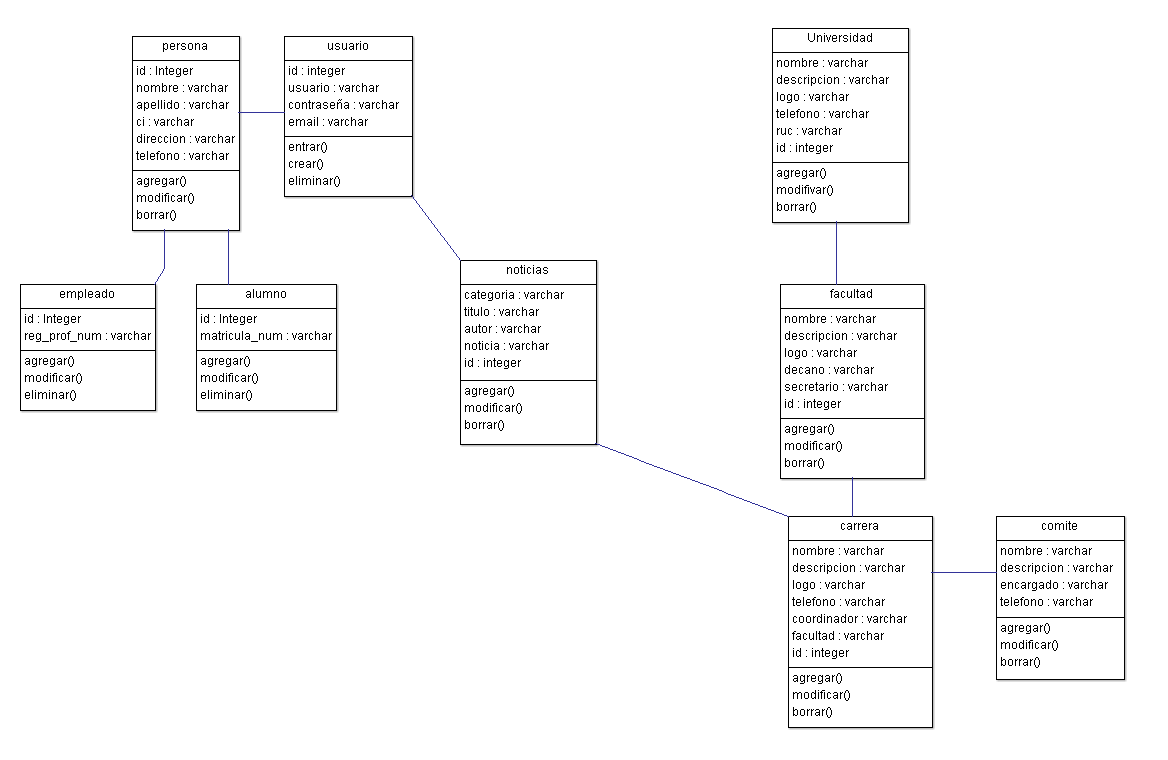 persona
id : Integer
nombre : varchar
apellido : varchar
ci : varchar
direccion : varchar
telefono : varchar
agregar()
modificar()
borrar()
usuario
id : integer
usuario : varchar
contraseña : varchar
email : varchar
entrar()
crear()
eliminar()
Universidad
nombre : varchar
descripcion : varchar
logo : varchar
telefono : varchar
ruc : varchar
id : integer
agregar()
modifivar()
borrar()
empleado
id : Integer
reg_prof_num : varchar
agregar()
modificar()
eliminar()
alumno
id : Integer
matricula_num : varchar
agregar()
modificar()
eliminar()
noticias
categoria : varchar
titulo : varchar
autor : varchar
noticia : varchar
id : integer
agregar()
modificar()
borrar()
facultad
nombre : varchar
descripcion : varchar
logo : varchar
decano : varchar
secretario : varchar
id : integer
agregar()
modificar()
borrar()
carrera
nombre : varchar
descripcion : varchar
logo : varchar
telefono : varchar
coordinador : varchar
facultad : varchar
id : integer
agregar()
modificar()
borrar()
comite
nombre : varchar
descripcion : varchar
encargado : varchar
telefono : varchar
agregar()
modificar()
borrar()